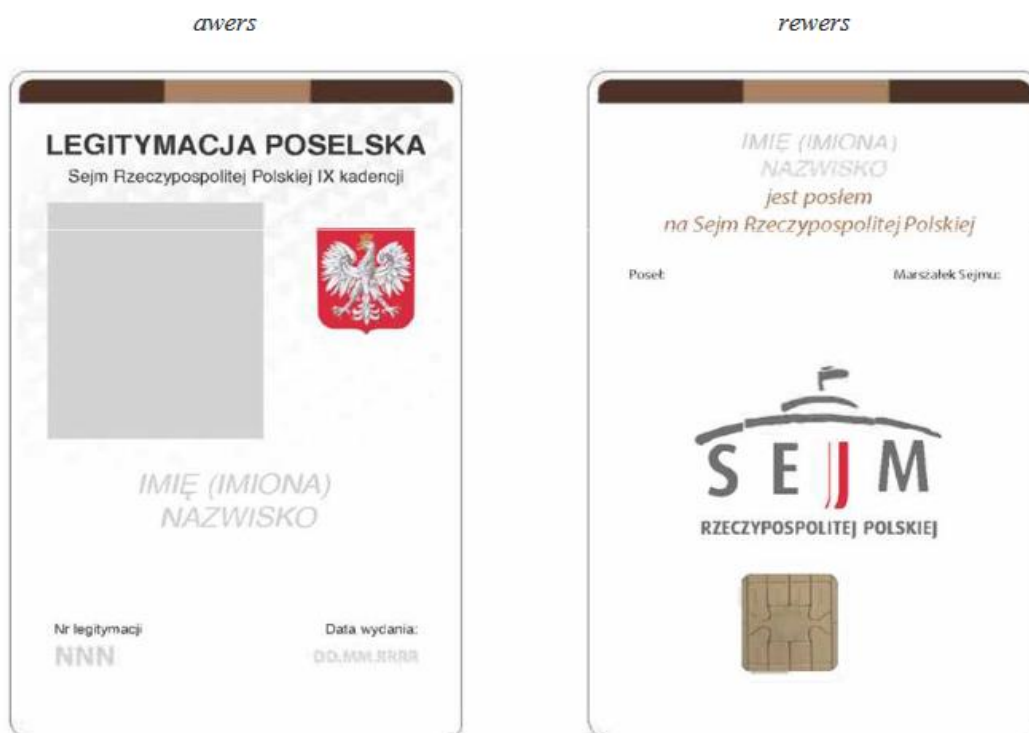 awers
LEGITYMACJA POSELSKA
Sejm Rzeczypospolitej Polskiej IX kadencji
IMIĘ (IMIONA)
NAZWISKO
Nr legitymacji
NNN
Data wydania:
DD.MM.RRRR
rewers
IMIĘ (IMIONA)
NAZWISKO
jest posłem
na Sejm Rzeczypospolitej Polskiej
Poseł:
Marszałek Sejmu:
SEJM
RZECZYPOSPOLITEJ POLSKIEJ